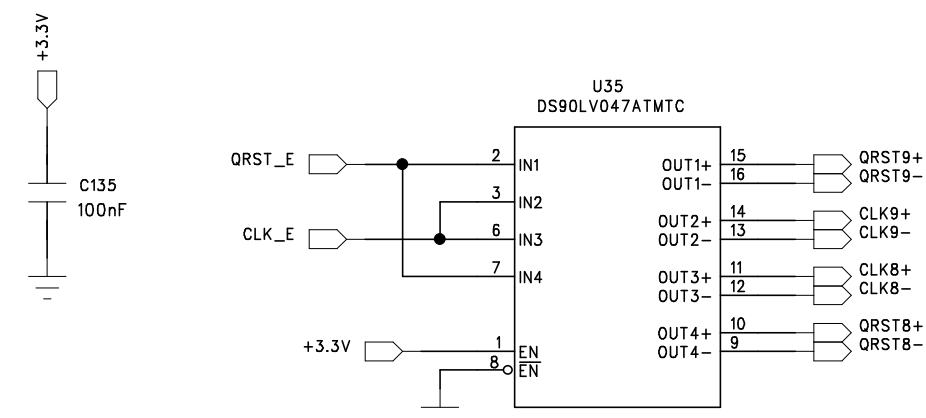 +3.3V
C135
100nF
U35
DS90LV047ATMTC
QRST_E
2
IN1
OUT1+
15
QRST9+
OUT1-
16
QRST9-
3
IN2
OUT2+
14
CLK9+
CLK_E
6
IN3
OUT2-
13
CLK9-
7
IN4
OUT3+
11
CLK8+
OUT3-
12
CLK8-
OUT4+
10
QRST8+
+3.3V
1
EN
OUT4-
9
QRST8-
8
EN